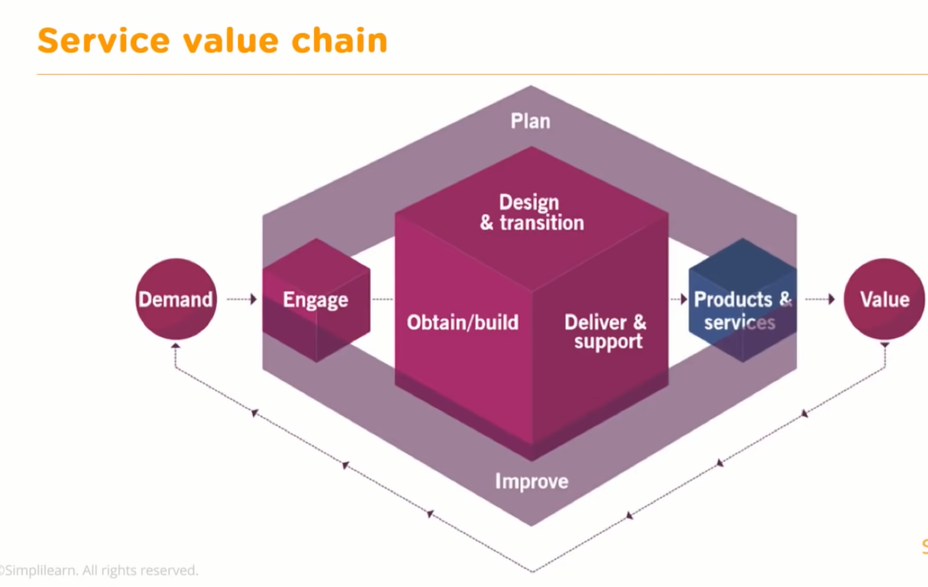 Service value chain
Plan
Design
& transition
Demand
Engage
Obtain/build
Deliver &
support
Products &
services
Value
Improve
©Simplilearn. All rights reserved.
S